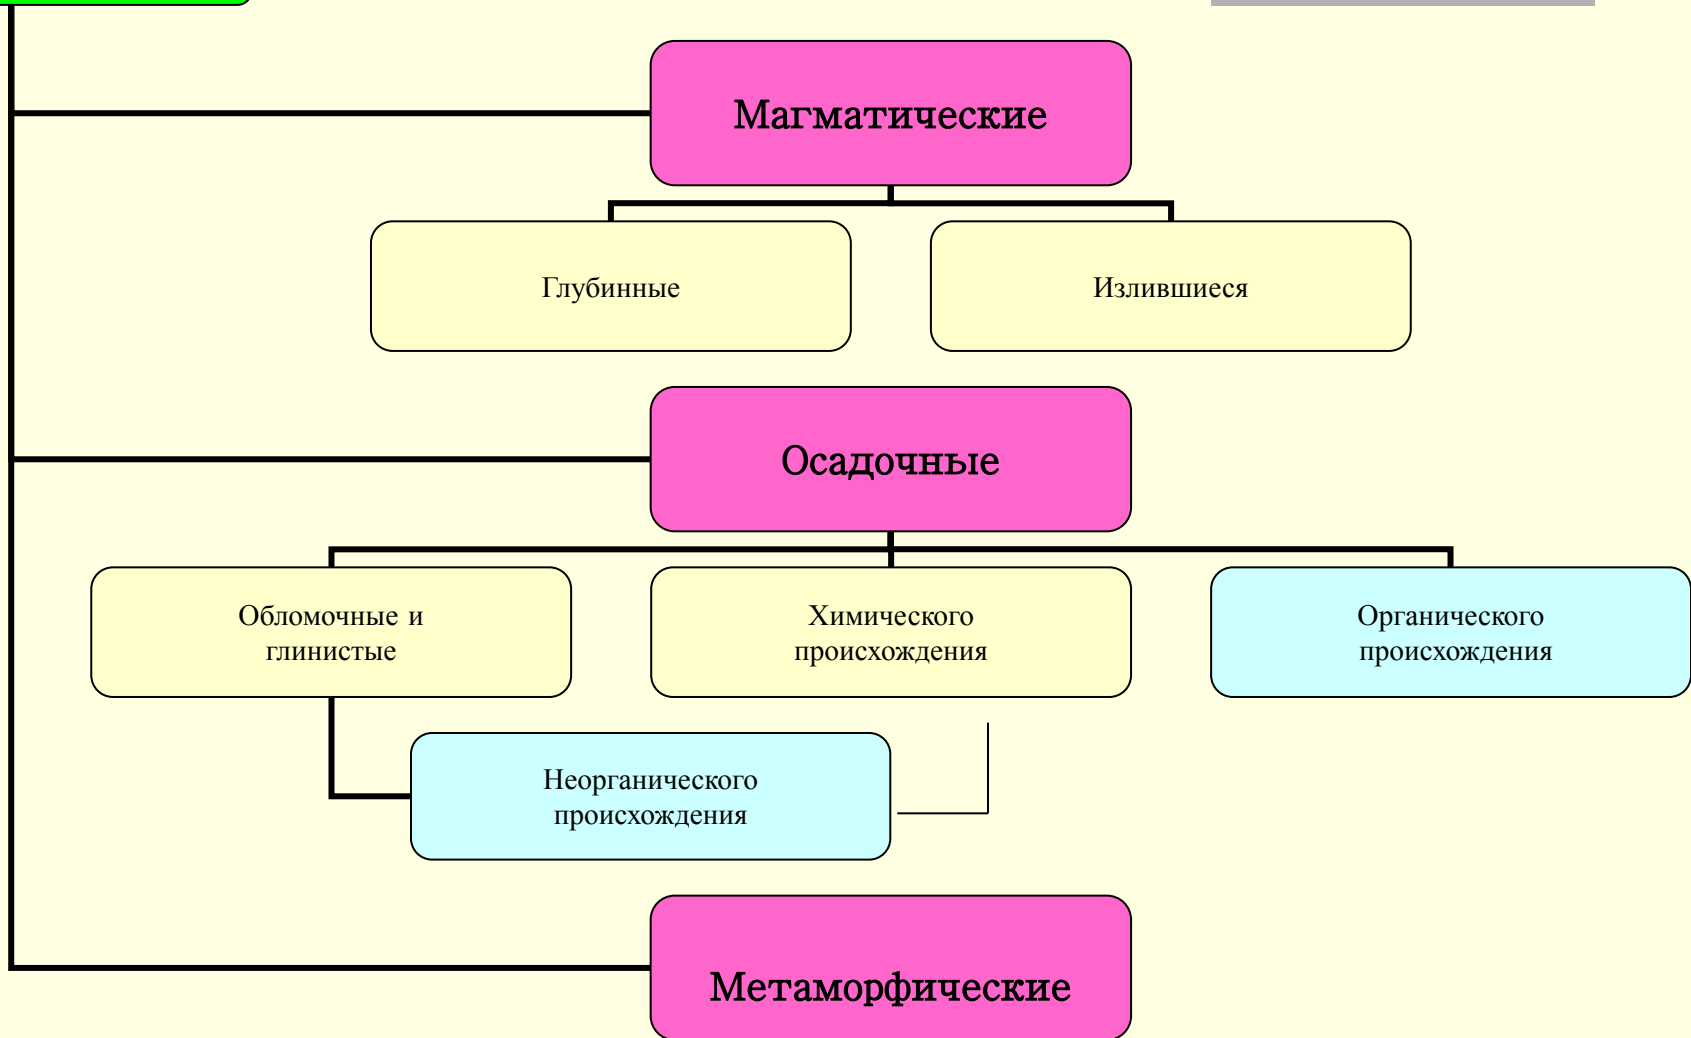 Магматические
Глубинные
Излившиеся
Осадочные
Обломочные и
глинистые
Химического
происхождения
Органического
происхождения
Неорганического
происхождения
Метаморфические